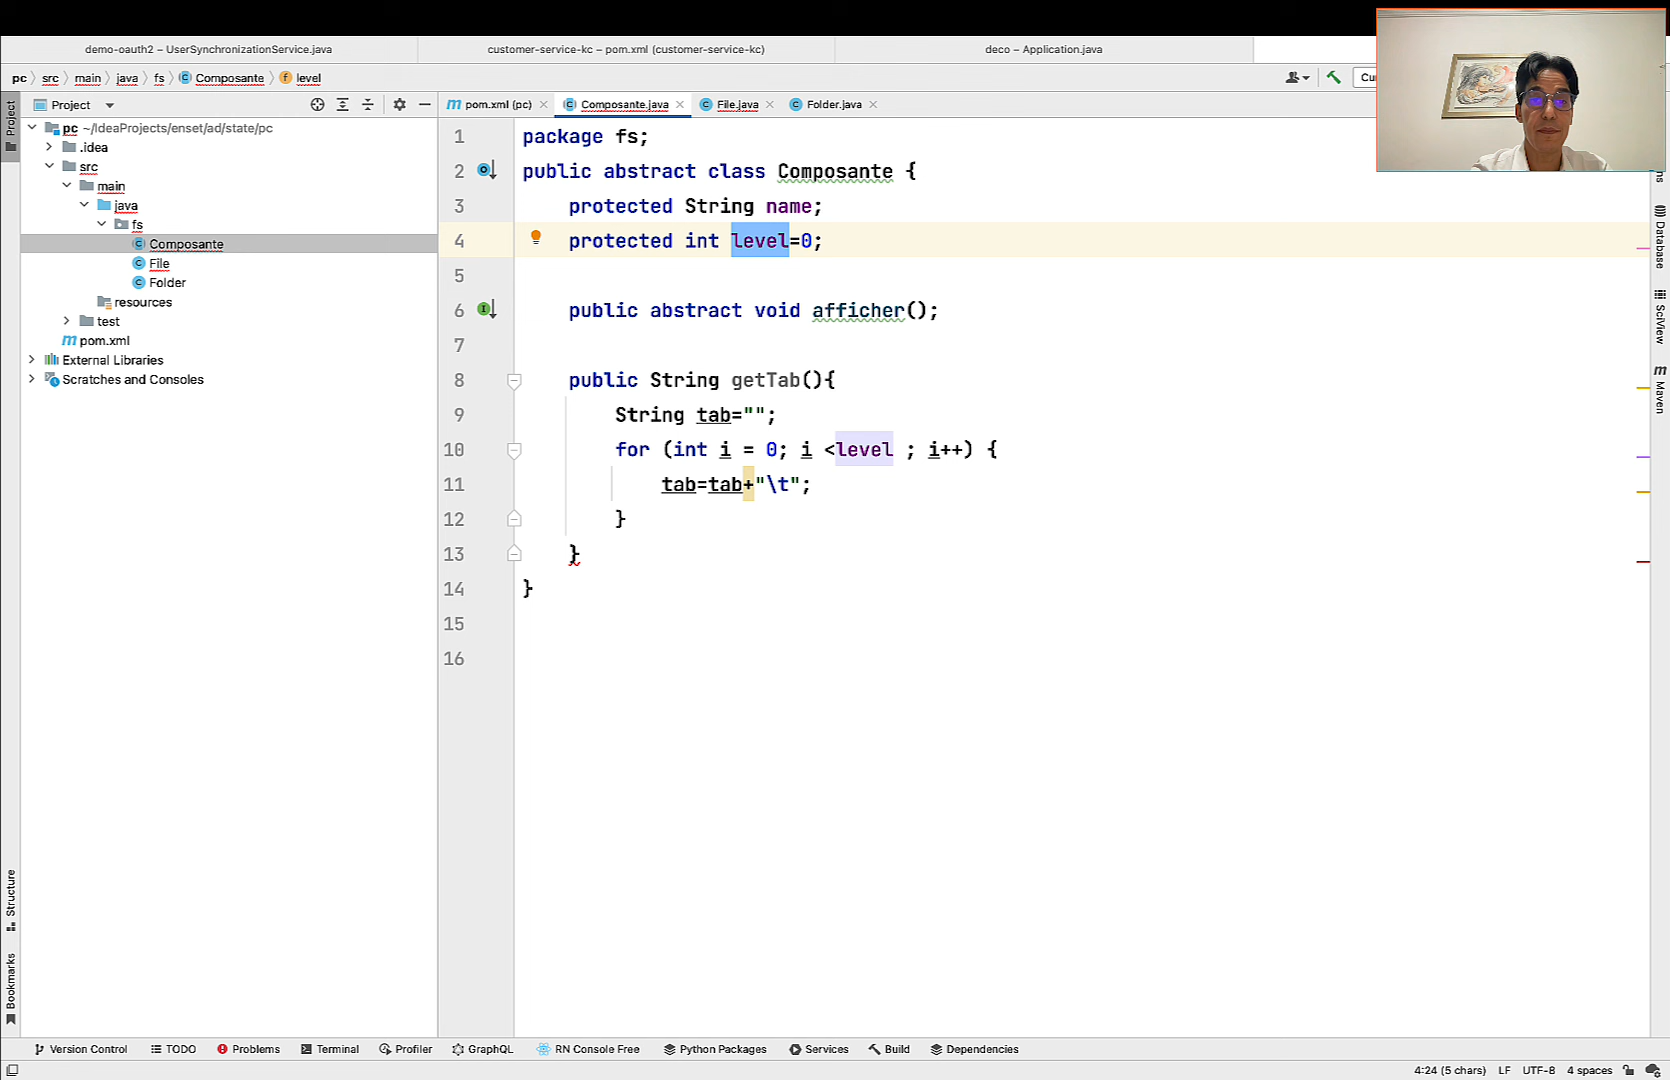 demo-oauth2 – UserSynchronizationService.java
customer-service-kc – pom.xml (customer-service-kc)
deco – Application.java
pc src main java fs Composante level
Project
pom.xml (pc)
Composante.java
File.java
Folder.java
Project
pc ~/IdeaProjects/enset/ad/state/pc
.idea
src
main
java
fs
Composante
File
Folder
resources
test
pom.xml
External Libraries
Scratches and Consoles
1 package fs;
2 public abstract class Composante {
3 protected String name;
4 protected int level=0;
5
6 public abstract void afficher();
7
8 public String getTab(){
9 String tab="";
10 for (int i = 0; i <level ; i++) {
11 tab=tab+"\t";
12 }
13 }
14 }
15
16
Database
SciView
Maven
Structure
Bookmarks
Version Control TODO Problems Terminal Profiler GraphQL RN Console Free Python Packages Services Build Dependencies
4:24 (5 chars) LF UTF-8 4 spaces